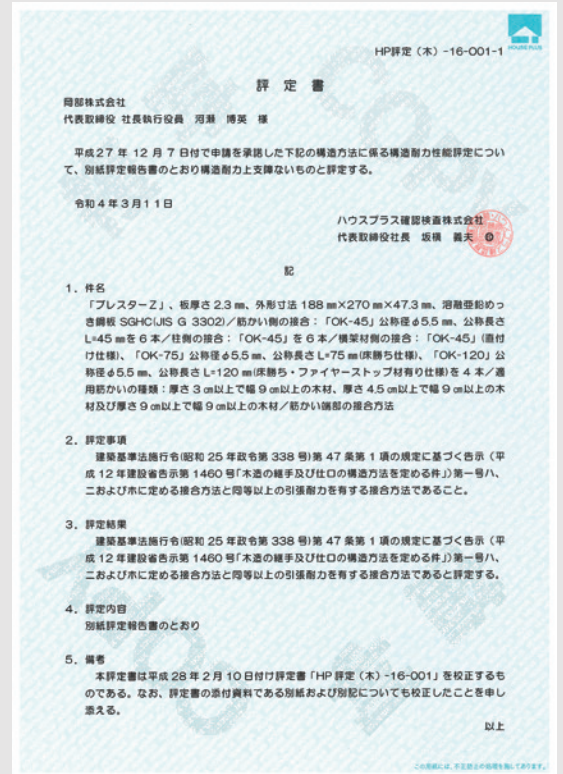 HP評定（木）-16-001-1
HOUSE PLUS
評 定 書
岡部株式会社
代表取締役 社長執行役員 河瀬 博英 様
平成27 年 12 月 7 日付で申請を承諾した下記の構造方法に係る構造耐力性能評定につい
て、別紙評定報告書のとおり構造耐力上支障ないものと評定する。
令和４年３月１１日
ハウスプラス確認検査株式会社
代表取締役社長 坂横 義夫
記
１．件名
「ブレスターＺ」、板厚さ 2.3 ㎜、外形寸法 188 ㎜×270 ㎜×47.3 ㎜、溶融亜鉛めっ
き鋼板 SGHC(JIS G 3302)／筋かい側の接合：「OK-45」公称径φ5.5 ㎜、公称長さ
L=45 ㎜を 6 本／柱側の接合：「OK-45」を 6 本／横架材側の接合：「OK-45」(直付
け仕様)、「OK-75」公称径φ5.5 ㎜、公称長さ L=75 ㎜(床勝ち仕様)、「OK-120」公
称径φ5.5 ㎜、公称長さ L=120 ㎜(床勝ち・ファイヤーストップ材有り仕様)を 4 本／適
用筋かいの種類：厚さ 3 ㎝以上で幅 9 ㎝以上の木材、厚さ 4.5 ㎝以上で幅 9 ㎝以上の木
材及び厚さ 9 ㎝以上で幅 9 ㎝以上の木材／筋かい端部の接合方法
２．評定事項
建築基準法施行令(昭和 25 年政令第 338 号)第 47 条第 1 項の規定に基づく告示（平
成 12 年建設省告示第 1460 号「木造の継手及び仕口の構造方法を定める件」）第一号ハ、
ニおよびホに定める接合方法と同等以上の引張耐力を有する接合方法であること。
３．評定結果
建築基準法施行令(昭和 25 年政令第 338 号)第 47 条第 1 項の規定に基づく告示（平
成 12 年建設省告示第 1460 号「木造の継手及び仕口の構造方法を定める件」）第一号ハ、
ニおよびホに定める接合方法と同等以上の引張耐力を有する接合方法であると評定する。
４．評定内容
別紙評定報告書のとおり
５．備考
本評定書は平成 28 年 2 月 10 日付け評定書「HP 評定（木）-16-001」を校正するも
のである。なお、評定書の添付資料である別紙および別記についても校正したことを申し
添える。
以上
この用紙には、不正防止の処理を施してあります。